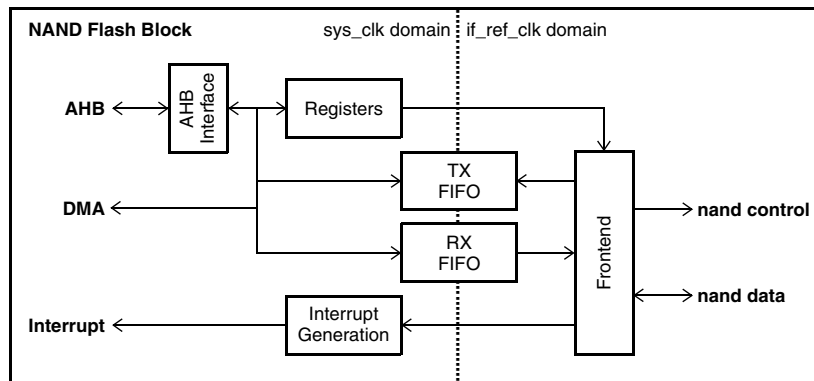 NAND Flash Block
sys_clk domain
if_ref_clk domain
AHB
AHB
Interface
Registers
TX
FIFO
DMA
RX
FIFO
Frontend
nand control
nand data
Interrupt
Interrupt
Generation